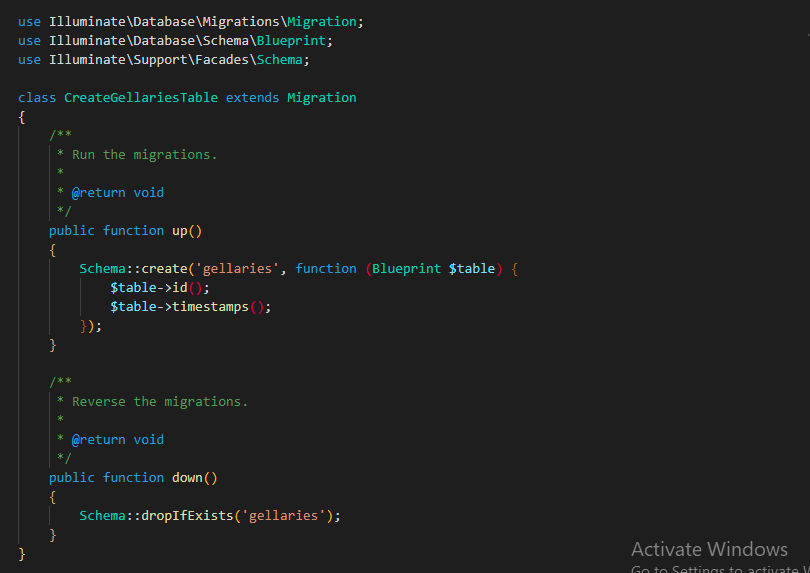 use Illuminate\Database\Migrations\Migration;
use Illuminate\Database\Schema\Blueprint;
use Illuminate\Support\Facades\Schema;
class CreateGellariesTable extends Migration
{
/**
* Run the migrations.
*
* @return void
*/
public function up()
{
Schema::create('gellaries', function (Blueprint $table) {
$table->id();
$table->timestamps();
});
}
/**
* Reverse the migrations.
*
* @return void
*/
public function down()
{
Schema::dropIfExists('gellaries');
}
}
Activate Windows
Go to Settings to activate